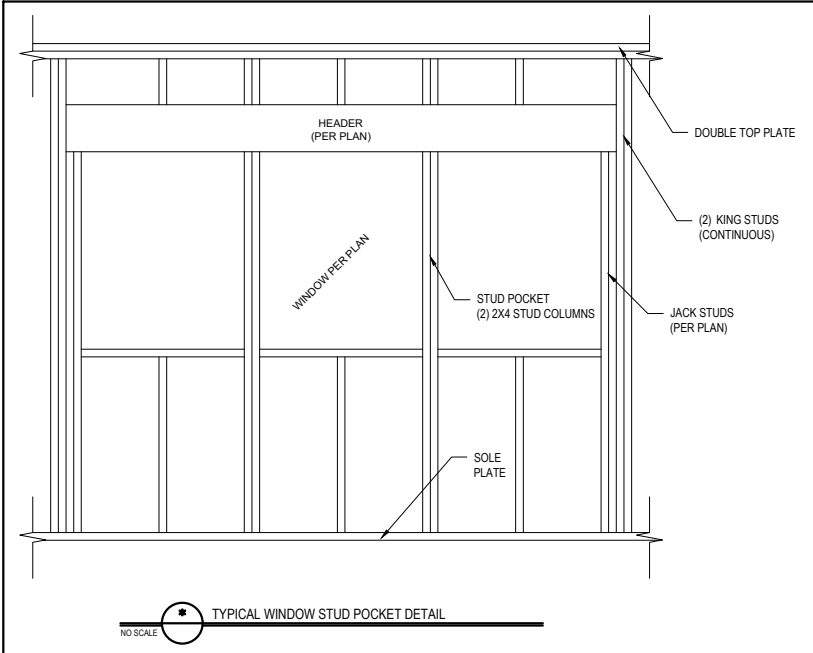 HEADER
(PER PLAN)
DOUBLE TOP PLATE
(2) KING STUDS
(CONTINUOUS)
WINDOW PER PLAN
STUD POCKET
(2) 2X4 STUD COLUMNS
JACK STUDS
(PER PLAN)
SOLE
PLATE
*
TYPICAL WINDOW STUD POCKET DETAIL
NO SCALE